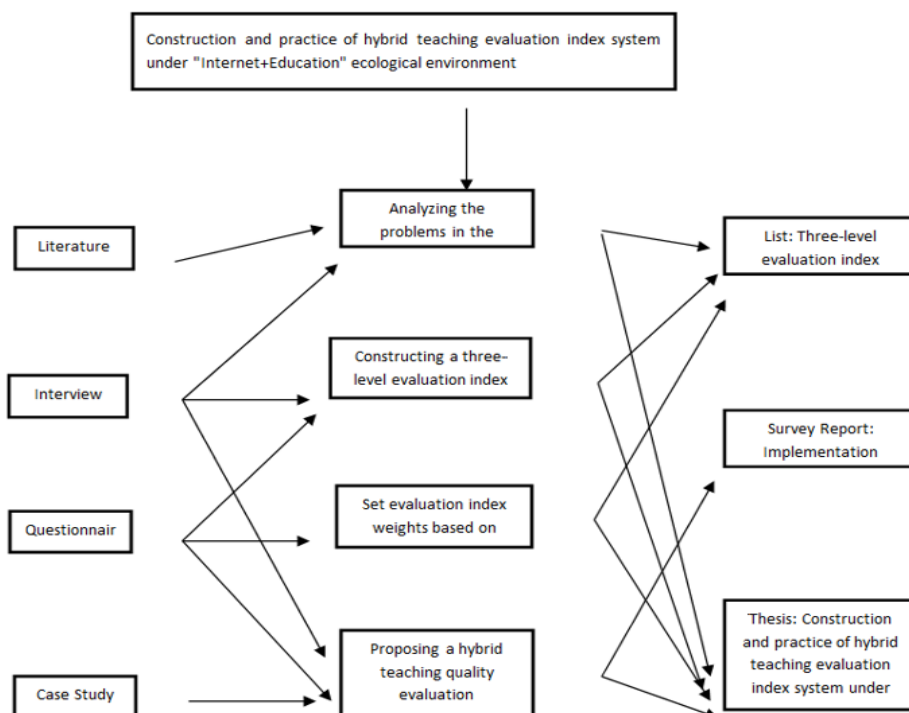 Construction and practice of hybrid teaching evaluation index system
under "Internet+Education" ecological environment
Analyzing the
problems in the
Literature
List: Three-level
evaluation index
Constructing a three-
level evaluation index
Interview
Survey Report:
Implementation
Set evaluation index
weights based on
Questionnair
Thesis: Construction
and practice of hybrid
teaching evaluation
index system under
Proposing a hybrid
teaching quality
evaluation
Case Study